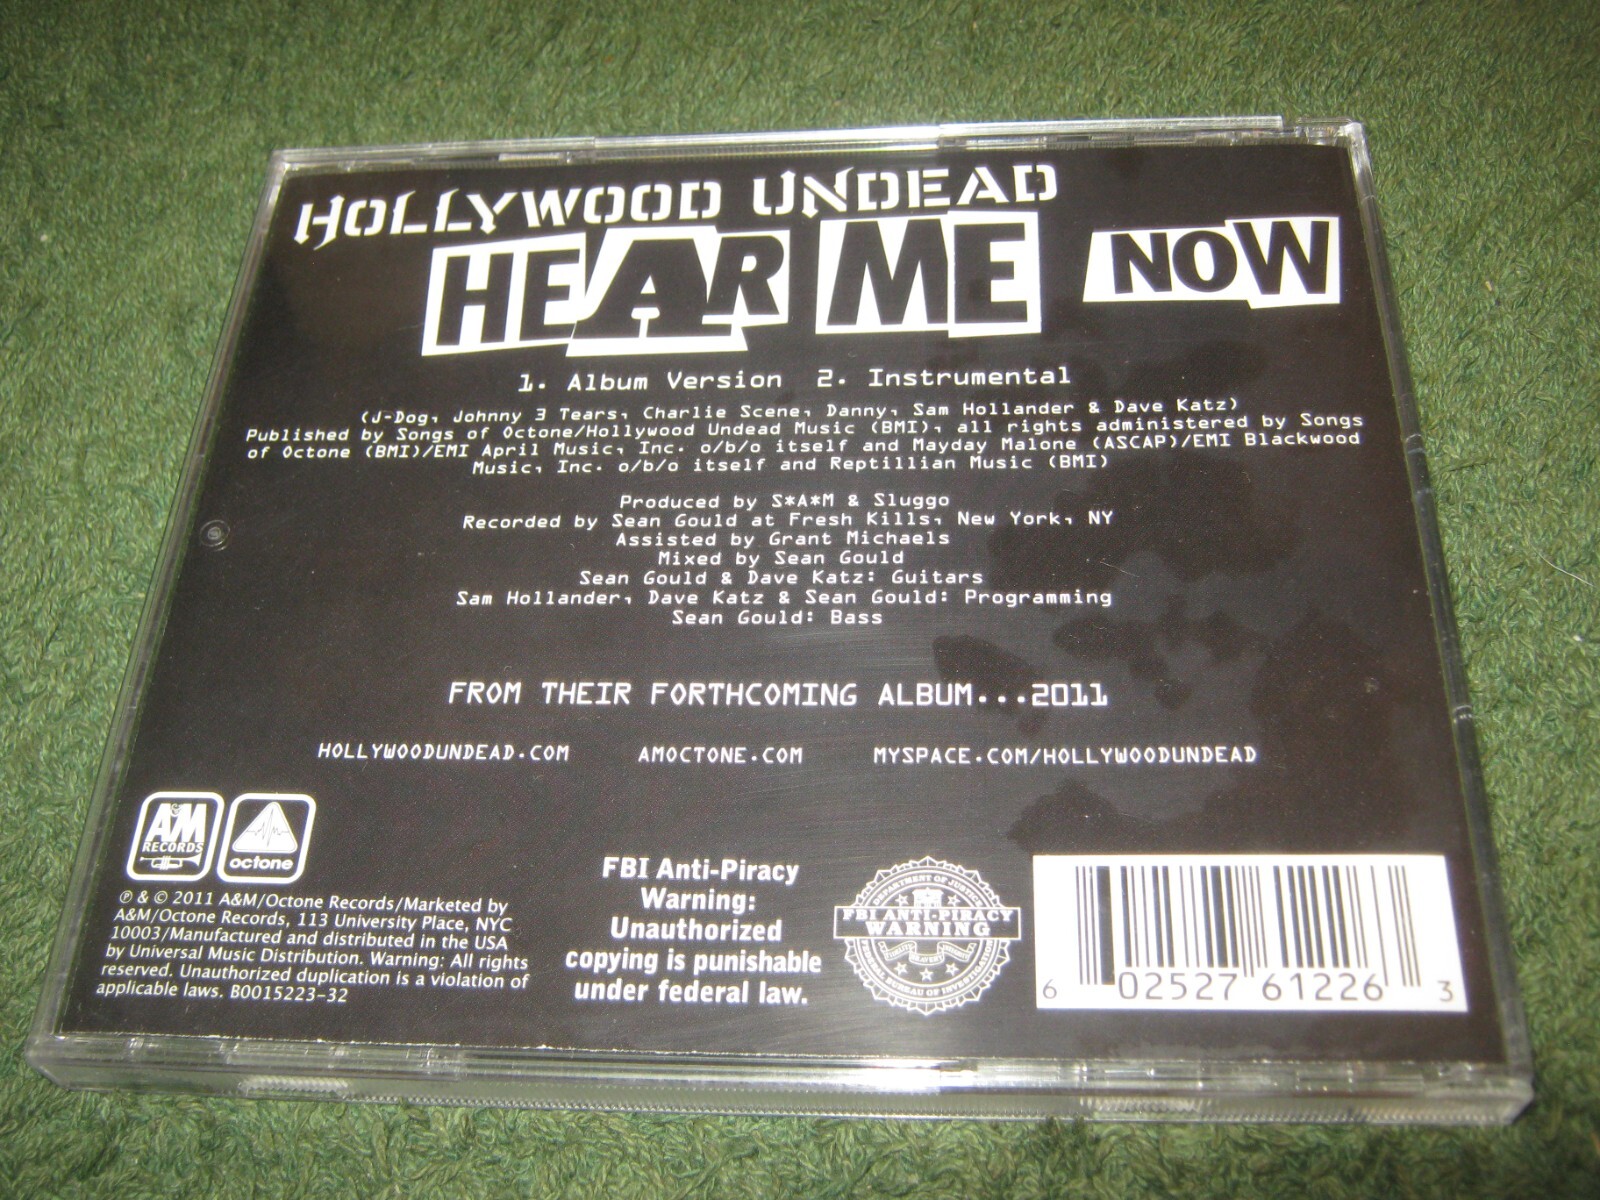 HOLLYWOOD UNDEAD
HEAR ME NOW
1. Album Version 2. Instrumental
(J-Dog, Johnny 3 Tears, Charlie Scene, Danny, Sam Hollander & Dave Katz)
Published by Songs of Octone/Hollywood Undead Music (BMI), all rights administered by Songs
of Octone (BMI)/EMI April Music, Inc. o/b/o itself and Mayday Malone (ASCAP)/EMI Blackwood
Music, Inc. o/b/o itself and Reptillian Music (BMI)
Produced by S*A*M & Sluggo
Recorded by Sean Gould at Fresh Kills, New York, NY
Assisted by Grant Michaels
Mixed by Sean Gould
Sean Gould & Dave Katz: Guitars
Sam Hollander, Dave Katz & Sean Gould: Programming
Sean Gould: Bass
FROM THEIR FORTHCOMING ALBUM...2011
HOLLYWOODUNDEAD.COM AMOCTONE.COM MYSPACE.COM/HOLLYWOODUNDEAD
A&M
RECORDS
octone
℗ & © 2011 A&M/Octone Records/Marketed by
A&M/Octone Records, 113 University Place, NYC
10003/Manufactured and distributed in the USA
by Universal Music Distribution. Warning: All rights
reserved. Unauthorized duplication is a violation of
applicable laws. B0015223-32
FBI Anti-Piracy
Warning:
Unauthorized
copying is punishable
under federal law.
DEPARTMENT OF JUSTICE
FBI ANTI-PIRACY
WARNING
FEDERAL BUREAU OF INVESTIGATION
6 02527 61226 3